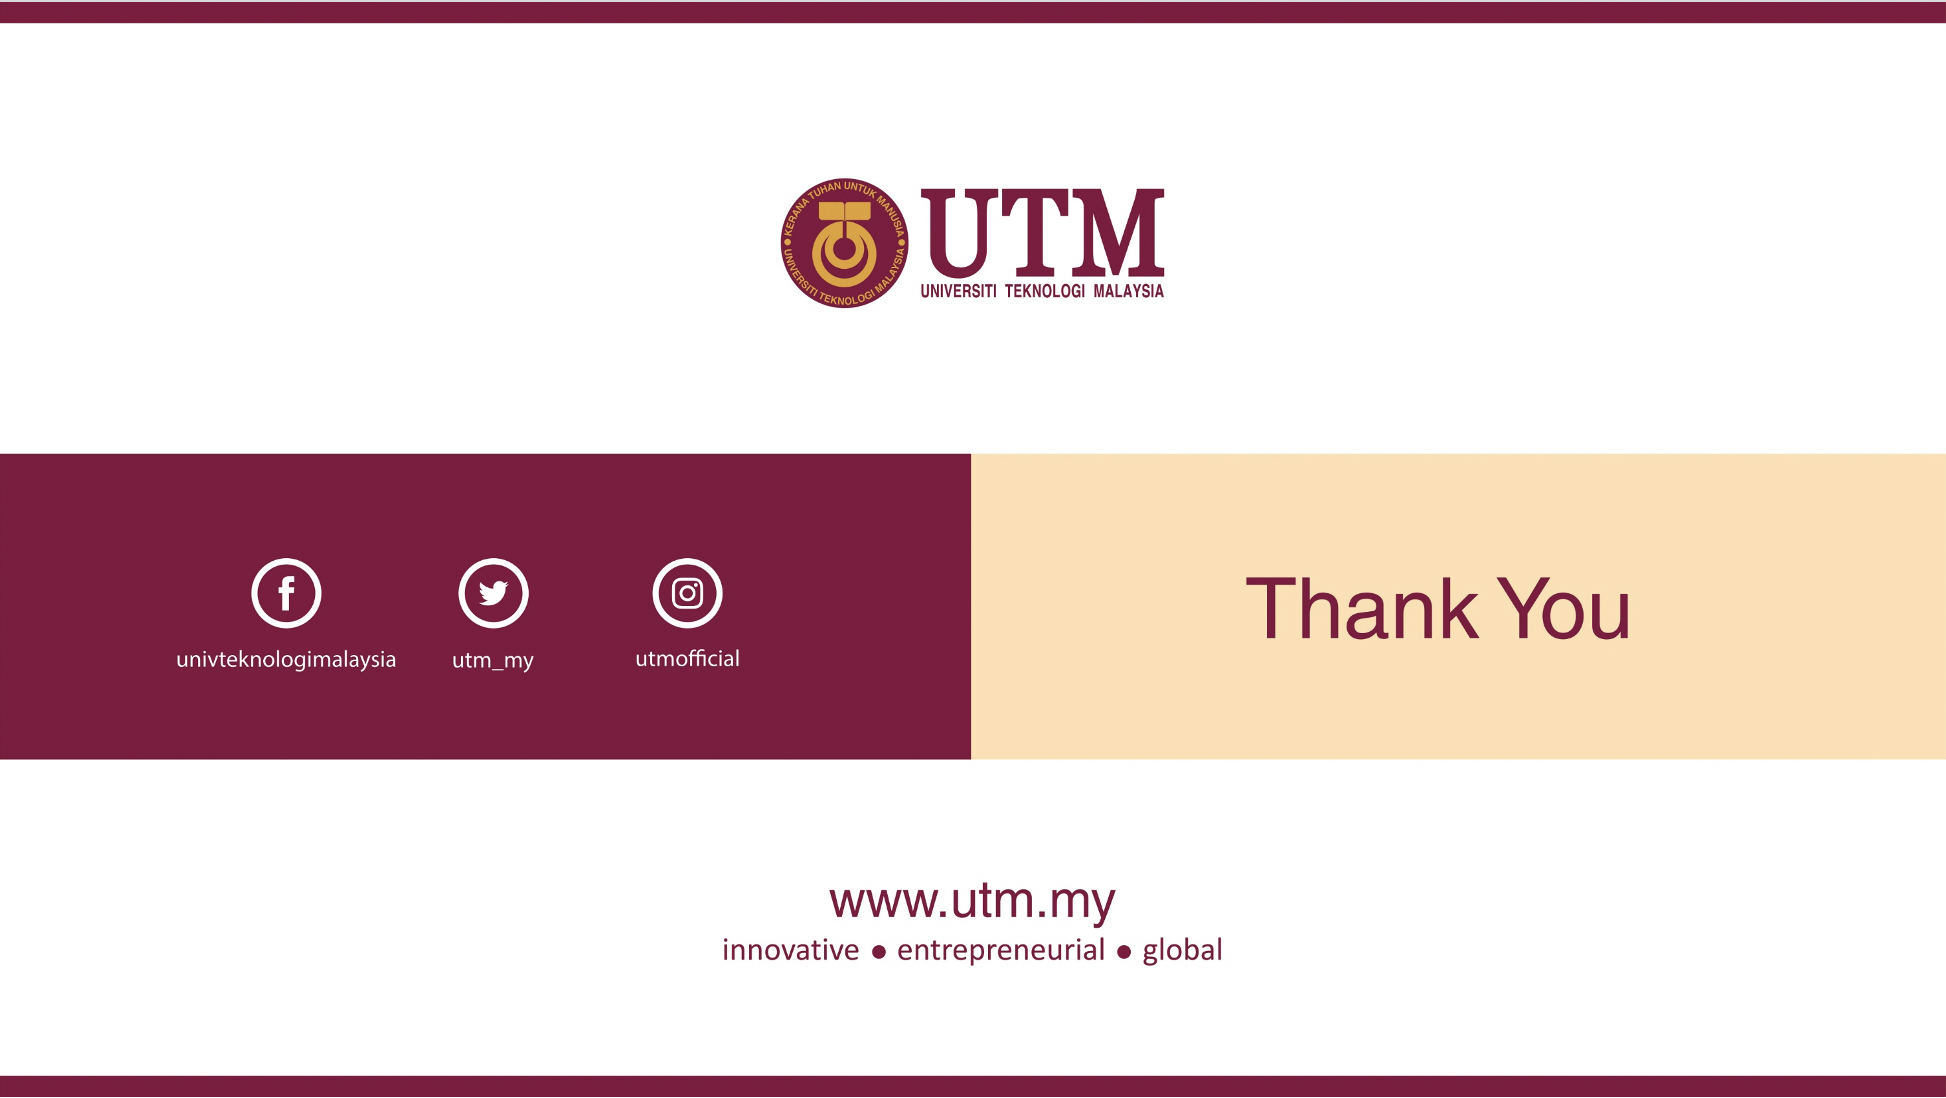 KERANA TUHAN UNTUK MANUSIA
UNIVERSITI TEKNOLOGI MALAYSIA
UTM
UNIVERSITI TEKNOLOGI MALAYSIA
univteknologimalaysia
utm_my
utmofficial
Thank You
www.utm.my
innovative ● entrepreneurial ● global